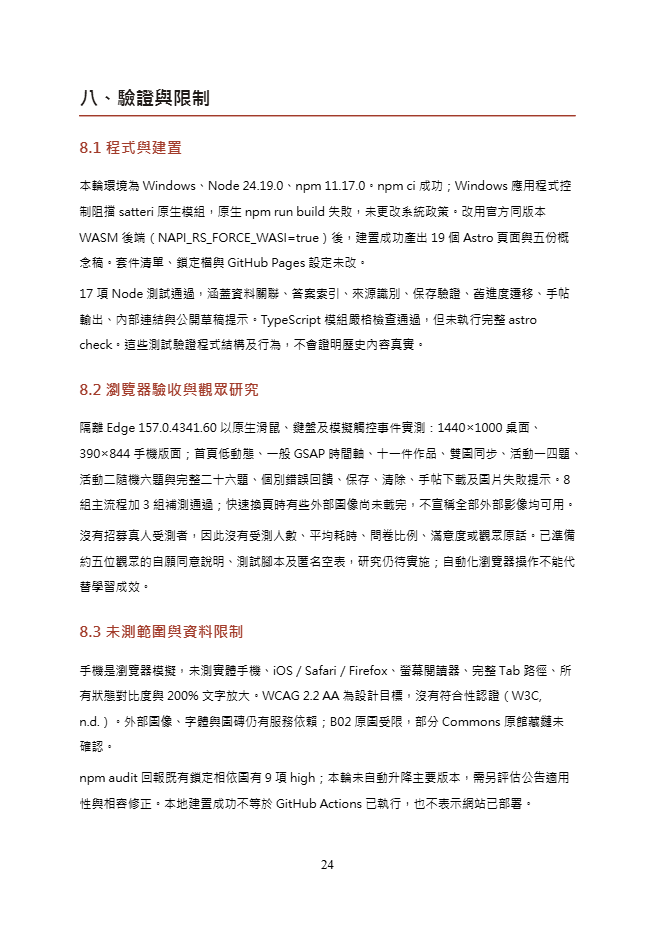 八、驗證與限制
8.1 程式與建置
本輪環境為 Windows、Node 24.19.0、npm 11.17.0。npm ci 成功；Windows 應用程式控
制阻擋 satteri 原生模組，原生 npm run build 失敗，未更改系統政策。改用官方同版本
WASM 後端（NAPI_RS_FORCE_WASI=true）後，建置成功產出 19 個 Astro 頁面與五份概
念稿。套件清單、鎖定檔與 GitHub Pages 設定未改。
17 項 Node 測試通過，涵蓋資料關聯、答案索引、來源識別、保存驗證、舊進度遷移、手帖
輸出、內部連結與公開草稿提示。TypeScript 模組嚴格檢查通過，但未執行完整 astro
check。這些測試驗證程式結構及行為，不會證明歷史內容真實。
8.2 瀏覽器驗收與觀眾研究
隔離 Edge 157.0.4341.60 以原生滑鼠、鍵盤及模擬觸控事件實測：1440×1000 桌面、
390×844 手機版面；首頁低動態、一般 GSAP 時間軸、十一件作品、雙圖同步、活動一四題、
活動二隨機六題與完整二十六題、個別錯誤回饋、保存、清除、手帖下載及圖片失敗提示。8
組主流程加 3 組補測通過；快速換頁時有些外部圖像尚未載完，不宣稱全部外部影像均可用。
沒有招募真人受測者，因此沒有受測人數、平均耗時、問卷比例、滿意度或觀眾原話。已準備
約五位觀眾的自願同意說明、測試腳本及匿名空表，研究仍待實施；自動化瀏覽器操作不能代
替學習成效。
8.3 未測範圍與資料限制
手機是瀏覽器模擬，未測實體手機、iOS / Safari / Firefox、螢幕閱讀器、完整 Tab 路徑、所
有狀態對比度與 200% 文字放大。WCAG 2.2 AA 為設計目標，沒有符合性認證（W3C,
n.d.）。外部圖像、字體與圖磚仍有服務依賴；B02 原圖受限，部分 Commons 原館藏鏈未
確認。
npm audit 回報既有鎖定相依圖有 9 項 high；本輪未自動升降主要版本，需另評估公告適用
性與相容修正。本地建置成功不等於 GitHub Actions 已執行，也不表示網站已部署。
24